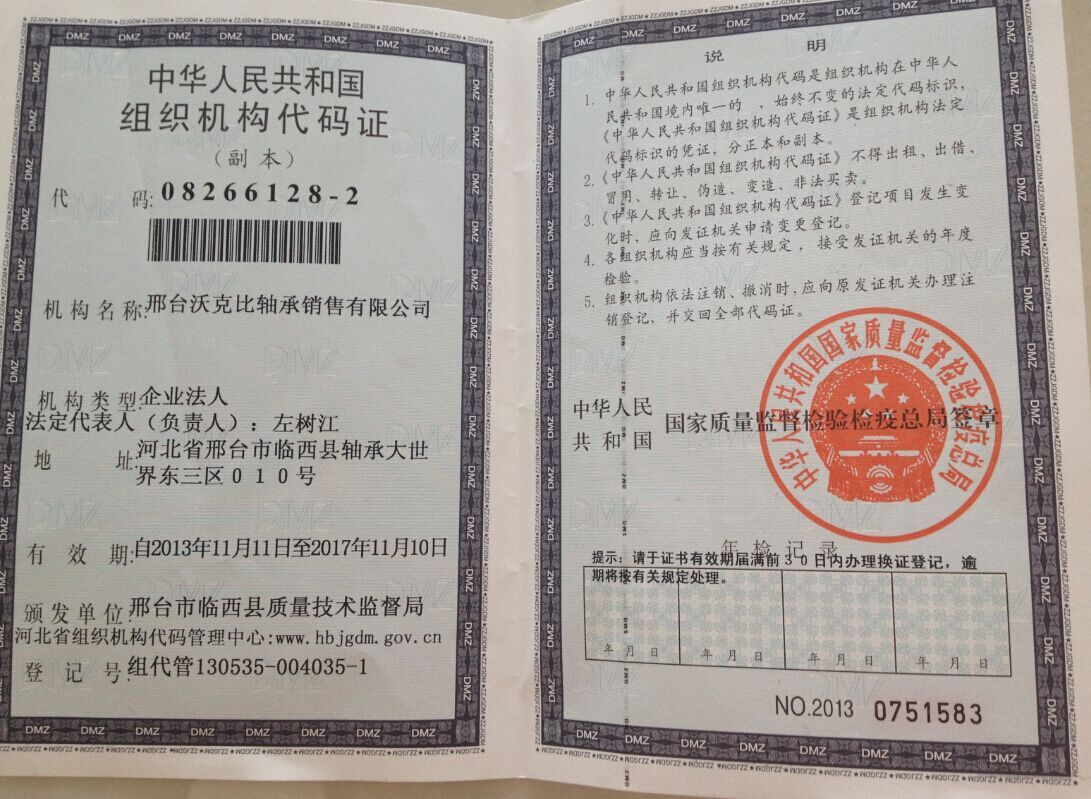 中华人民共和国
组织机构代码证
（副本）
代 码:08266128-2
机构名称:邢台沃克比轴承销售有限公司
机构类型:企业法人
法定代表人（负责人）:左树江
地 址:河北省邢台市临西县轴承大世
界东三区010号
有 效 期:自2013年11月11日至2017年11月10日
颁发单位:邢台市临西县质量技术监督局
河北省组织机构代码管理中心:www.hbjgdm.gov.cn
登 记 号:组代管130535-004035-1
说 明
1. 中华人民共和国组织机构代码是组织机构在中华人
民共和国境内唯一的，始终不变的法定代码标识，
《中华人民共和国组织机构代码证》是组织机构法定
代码标识的凭证，分正本和副本。
2.《中华人民共和国组织机构代码证》不得出租、出借、
冒用、转让、伪造、变造、非法买卖。
3.《中华人民共和国组织机构代码证》登记项目发生变
化时，应向发证机关申请变更登记。
4. 各组织机构应当按有关规定，接受发证机关的年度
检验。
5. 组织机构依法注销、撤消时，应向原发证机关办理注
销登记，并交回全部代码证。
中华人民
共和国
国家质量监督检验检疫总局签章
中华人民共和国国家质量监督检验检疫总局
年检记录
提示:请于证书有效期届满前30日内办理换证登记，逾
期将按有关规定处理。
年 月 日 年 月 日 年 月 日 年 月 日
NO.2013 0751583
DMZ
ZZJGDM